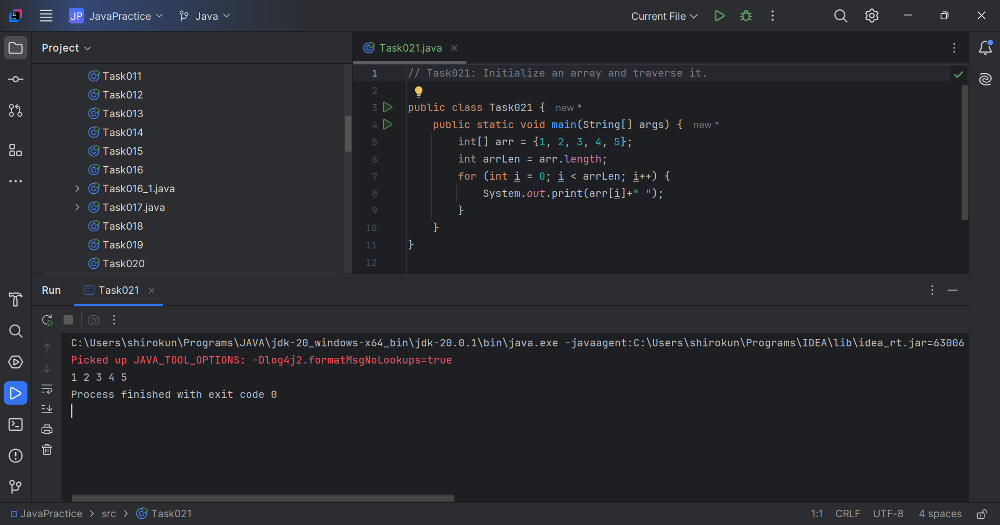 JP JavaPractice Java Current File
Project
Task011
Task012
Task013
Task014
Task015
Task016
Task016_1.java
Task017.java
Task018
Task019
Task020
Task021.java
1 // Task021: Initialize an array and traverse it.
2
3 public class Task021 { new *
4 public static void main(String[] args) { new *
5 int[] arr = {1, 2, 3, 4, 5};
6 int arrLen = arr.length;
7 for (int i = 0; i < arrLen; i++) {
8 System.out.print(arr[i]+" ");
9 }
10 }
11 }
12
Run Task021
C:\Users\shirokun\Programs\JAVA\jdk-20_windows-x64_bin\jdk-20.0.1\bin\java.exe -javaagent:C:\Users\shirokun\Programs\IDEA\lib\idea_rt.jar=63006
Picked up JAVA_TOOL_OPTIONS: -Dlog4j2.formatMsgNoLookups=true
1 2 3 4 5
Process finished with exit code 0
JavaPractice > src > Task021 1:1 CRLF UTF-8 4 spaces